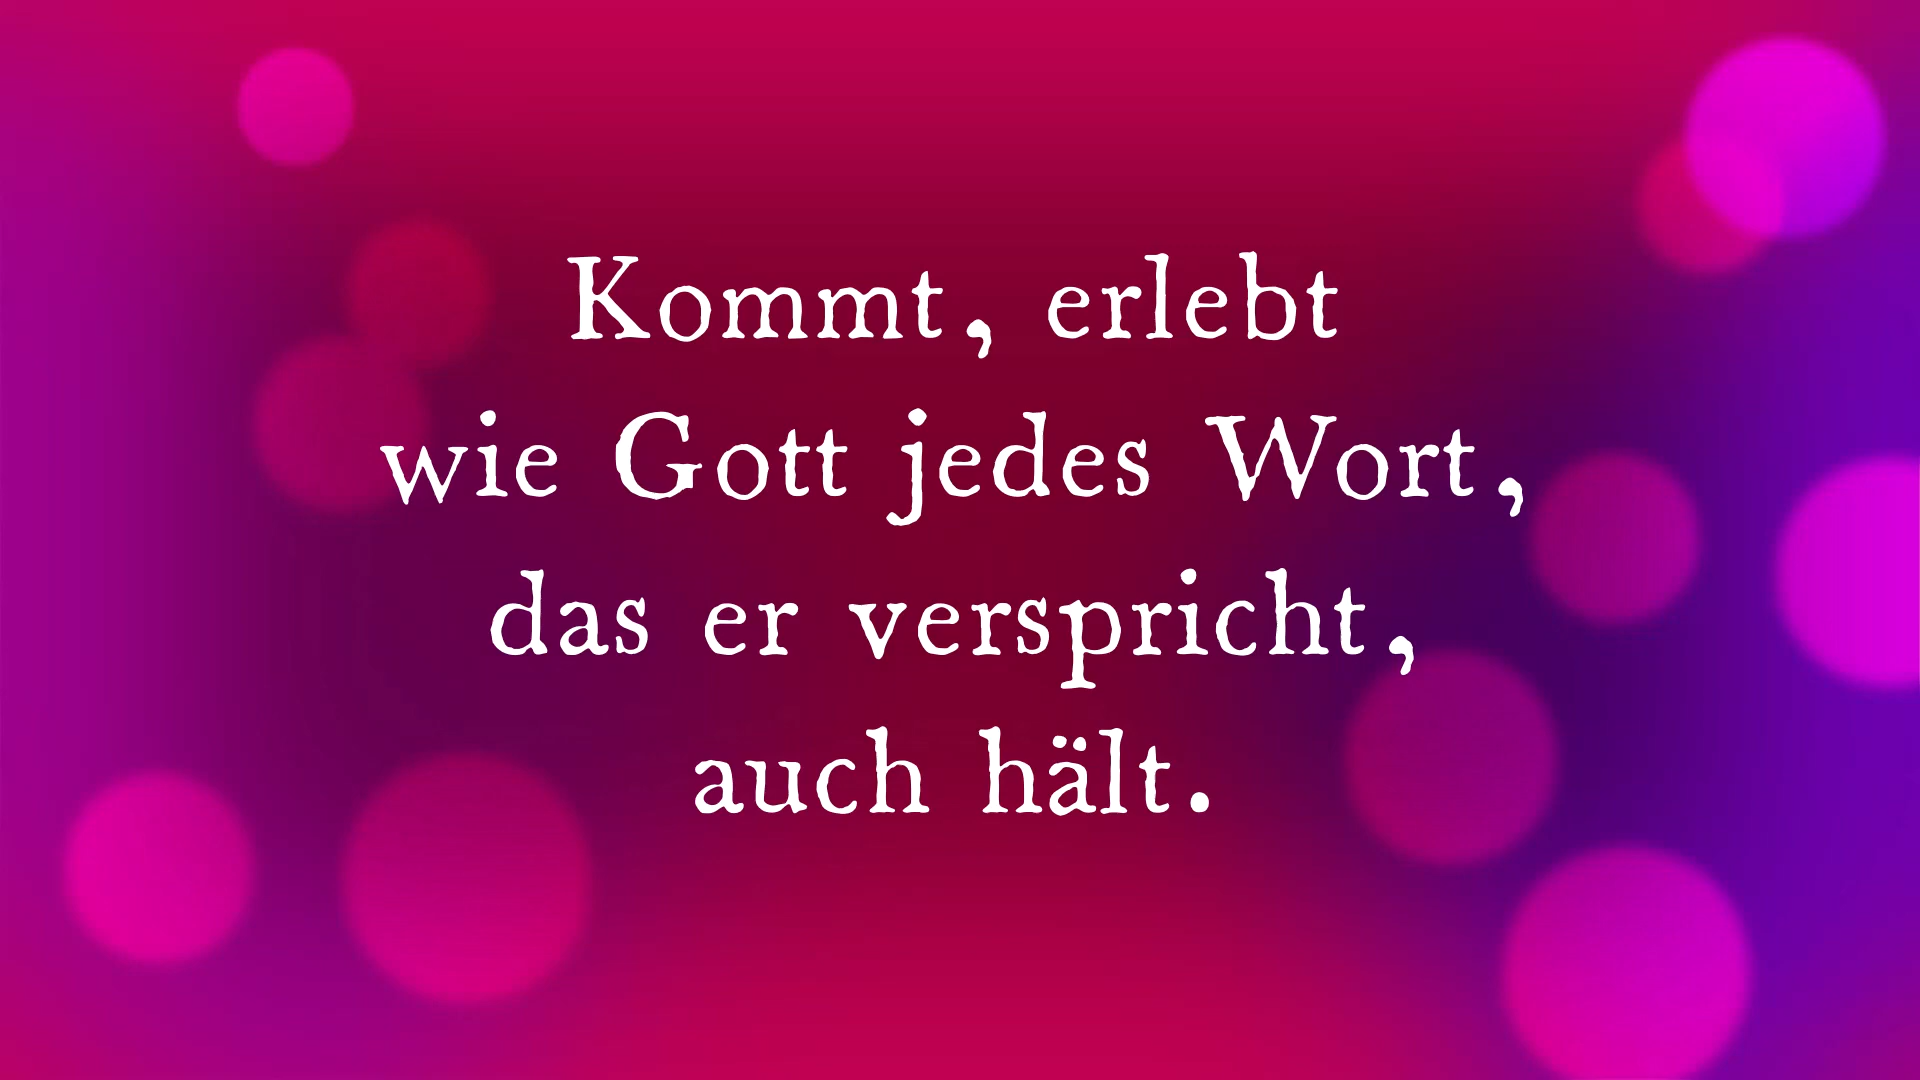 Kommt, erlebt
wie Gott jedes Wort,
das er verspricht,
auch hält.